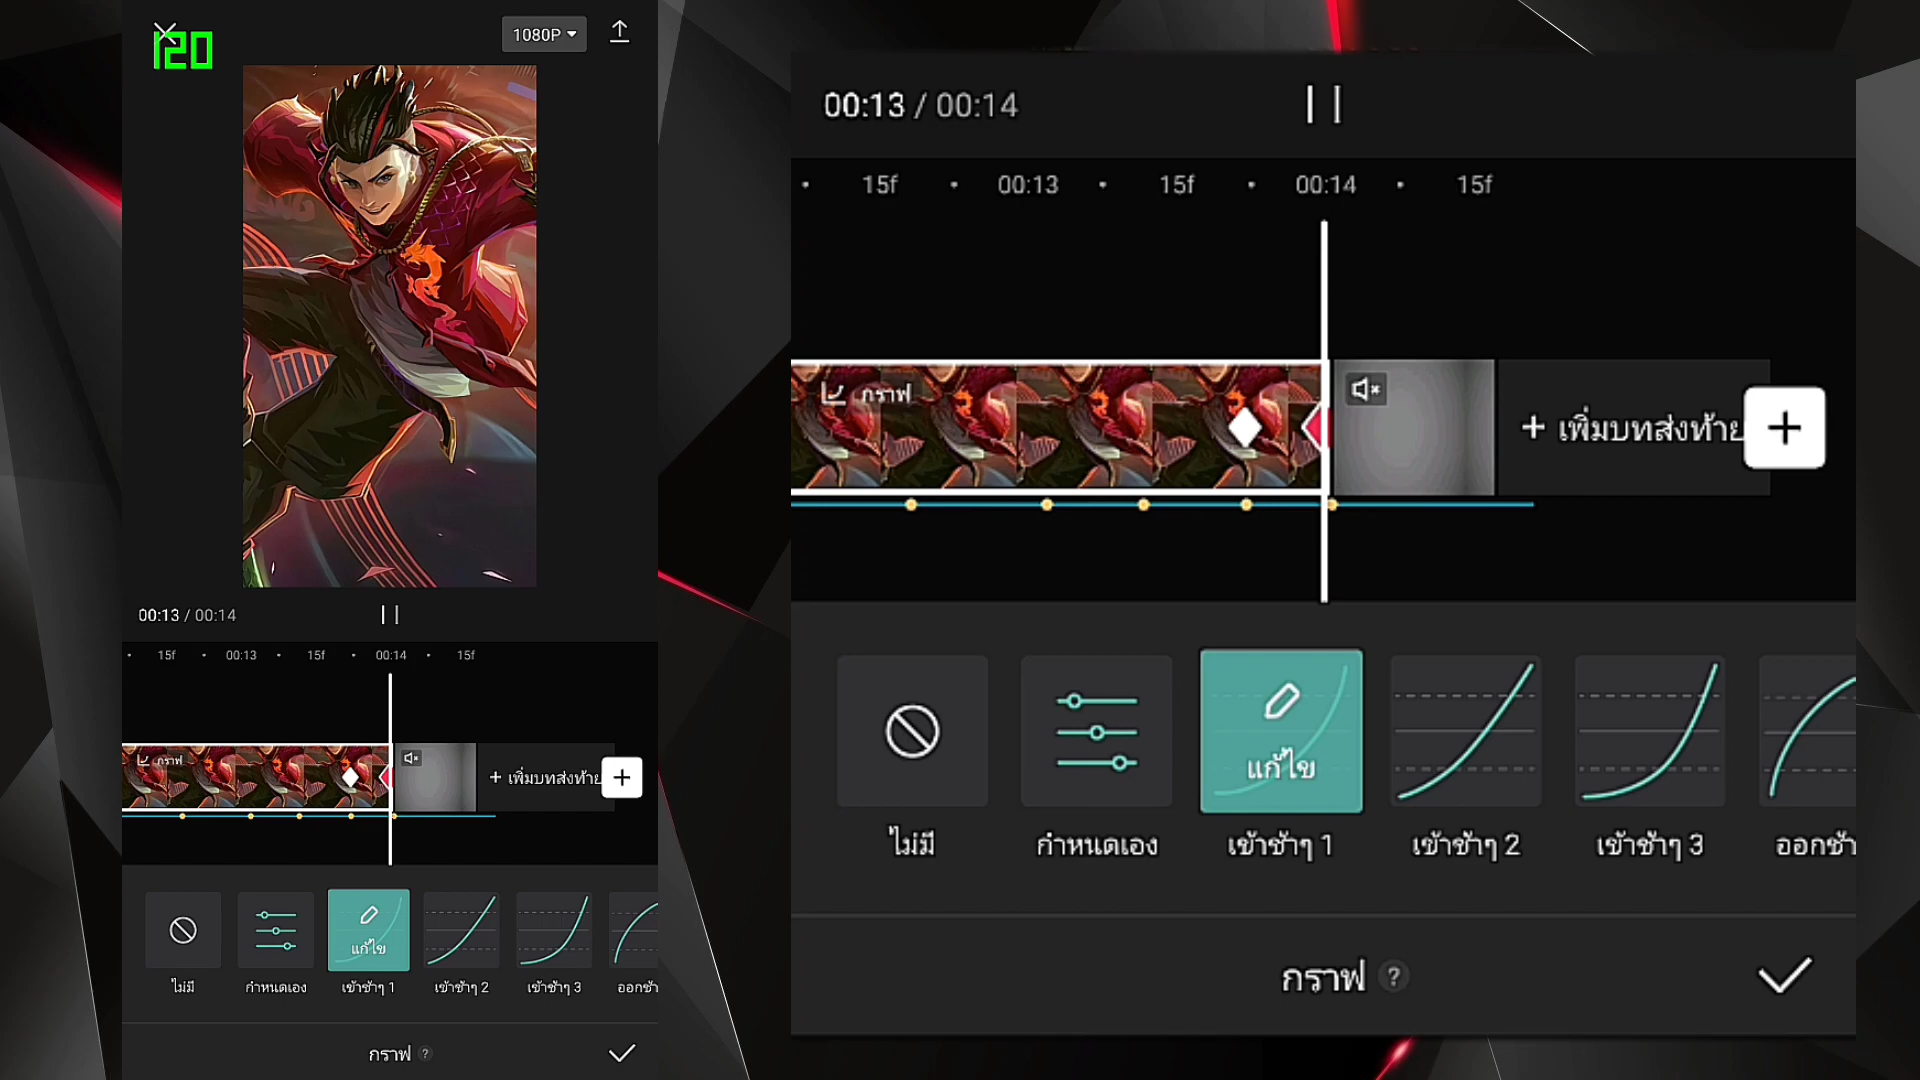 120
1080P
00:13 / 00:14
15f 00:13 15f 00:14 15f
กราฟ
+ เพิ่มบทส่งท้าย
+
แก้ไข
ไม่มี กำหนดเอง เข้าช้าๆ 1 เข้าช้าๆ 2 เข้าช้าๆ 3 ออกช้า
กราฟ ?
00:13 / 00:14
15f 00:13 15f 00:14 15f
กราฟ
+ เพิ่มบทส่งท้าย
+
แก้ไข
ไม่มี กำหนดเอง เข้าช้าๆ 1 เข้าช้าๆ 2 เข้าช้าๆ 3 ออกช้า
กราฟ ?